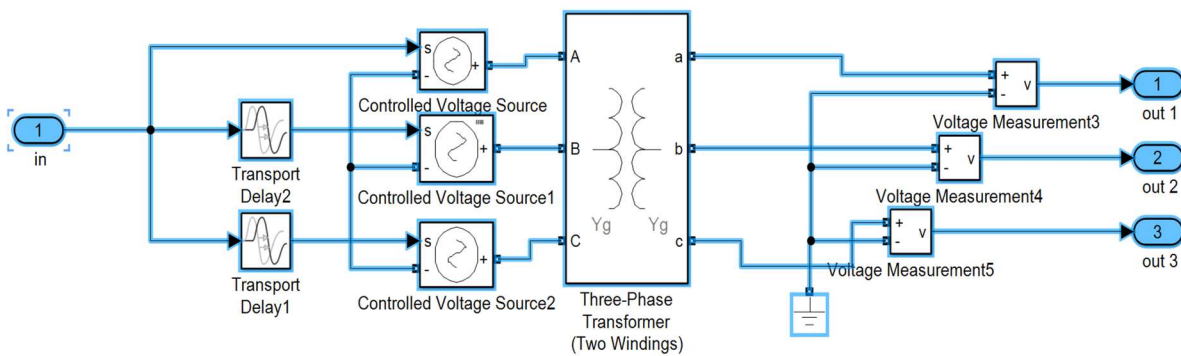 1
in
Transport
Delay2
Transport
Delay1
s
-
+
Controlled Voltage Source
s
-
+
Controlled Voltage Source1
s
-
+
Controlled Voltage Source2
A
B
C
a
b
c
Yg
Yg
Three-Phase
Transformer
(Two Windings)
+
-
v
Voltage Measurement3
+
-
v
Voltage Measurement4
+
-
v
Voltage Measurement5
1
out 1
2
out 2
3
out 3